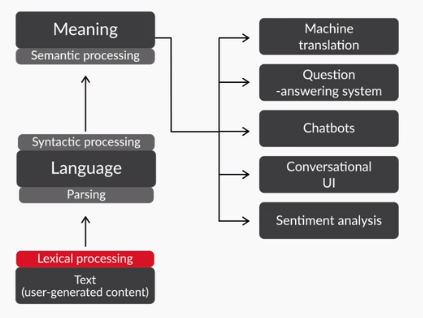 Meaning
Semantic processing
Syntactic processing
Language
Parsing
Lexical processing
Text
(user-generated content)
Machine
translation
Question
-answering system
Chatbots
Conversational
UI
Sentiment analysis